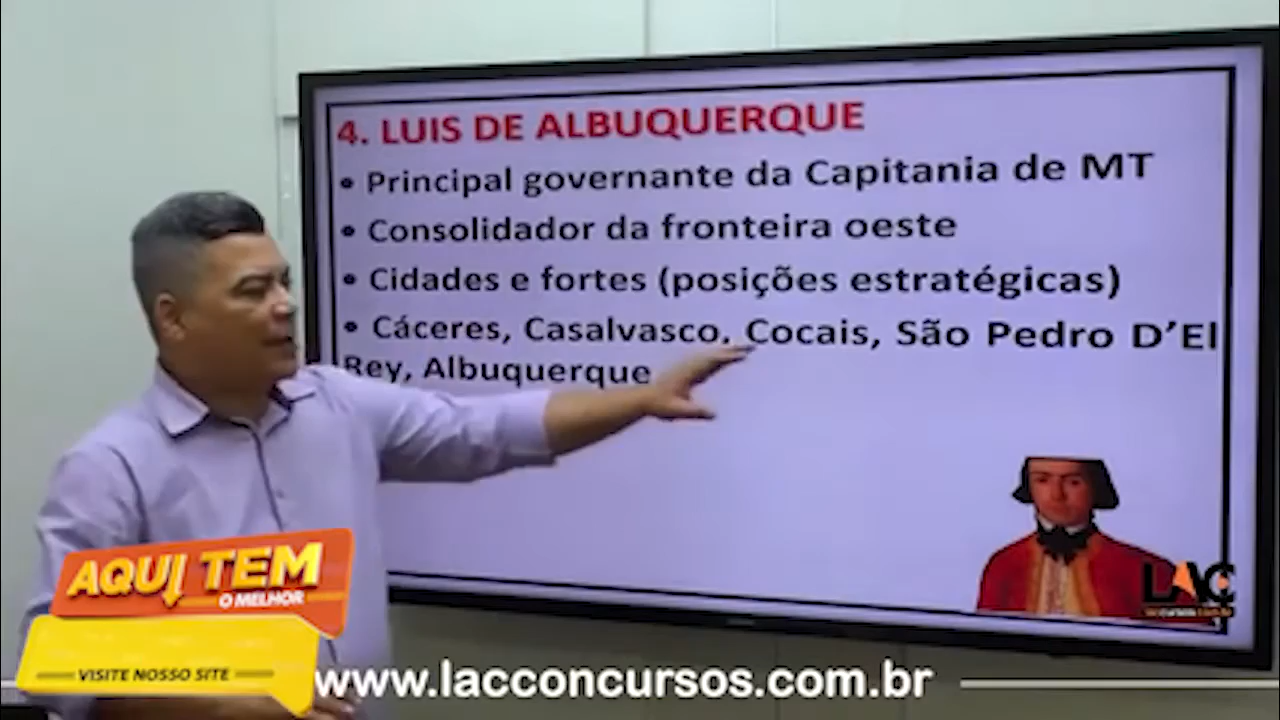 4. LUIS DE ALBUQUERQUE
• Principal governante da Capitania de MT
• Consolidador da fronteira oeste
• Cidades e fortes (posições estratégicas)
• Cáceres, Casalvasco, Cocais, São Pedro D’El
Rey, Albuquerque
LAC
AQUI TEM
O MELHOR
VISITE NOSSO SITE
www.lacconcursos.com.br